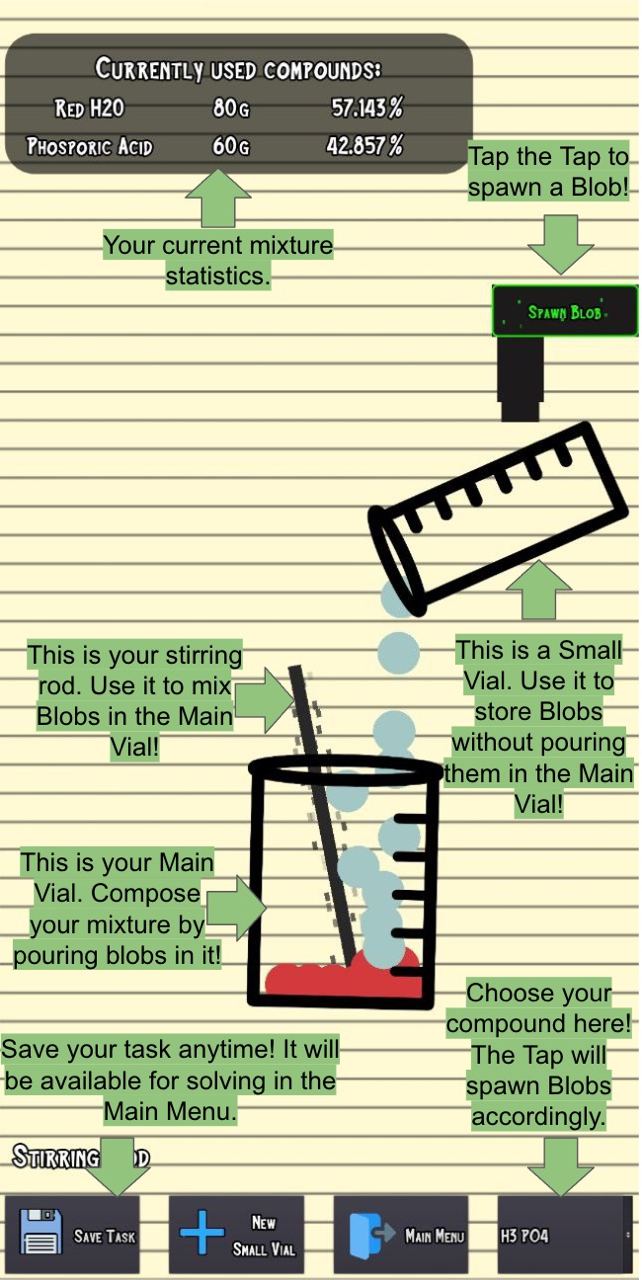 Currently used compounds:
Red H20 80g 57.143%
Phosporic Acid 60g 42.857%
Tap the Tap to
spawn a Blob!
Your current mixture
statistics.
Spawn Blob
This is your stirring
rod. Use it to mix
Blobs in the Main
Vial!
This is a Small
Vial. Use it to
store Blobs
without pouring
them in the Main
Vial!
This is your Main
Vial. Compose
your mixture by
pouring blobs in it!
Choose your
compound here!
The Tap will
spawn Blobs
accordingly.
Save your task anytime! It will
be available for solving in the
Main Menu.
Stirring
Save Task
New
Small Vial
Main Menu
H3 PO4